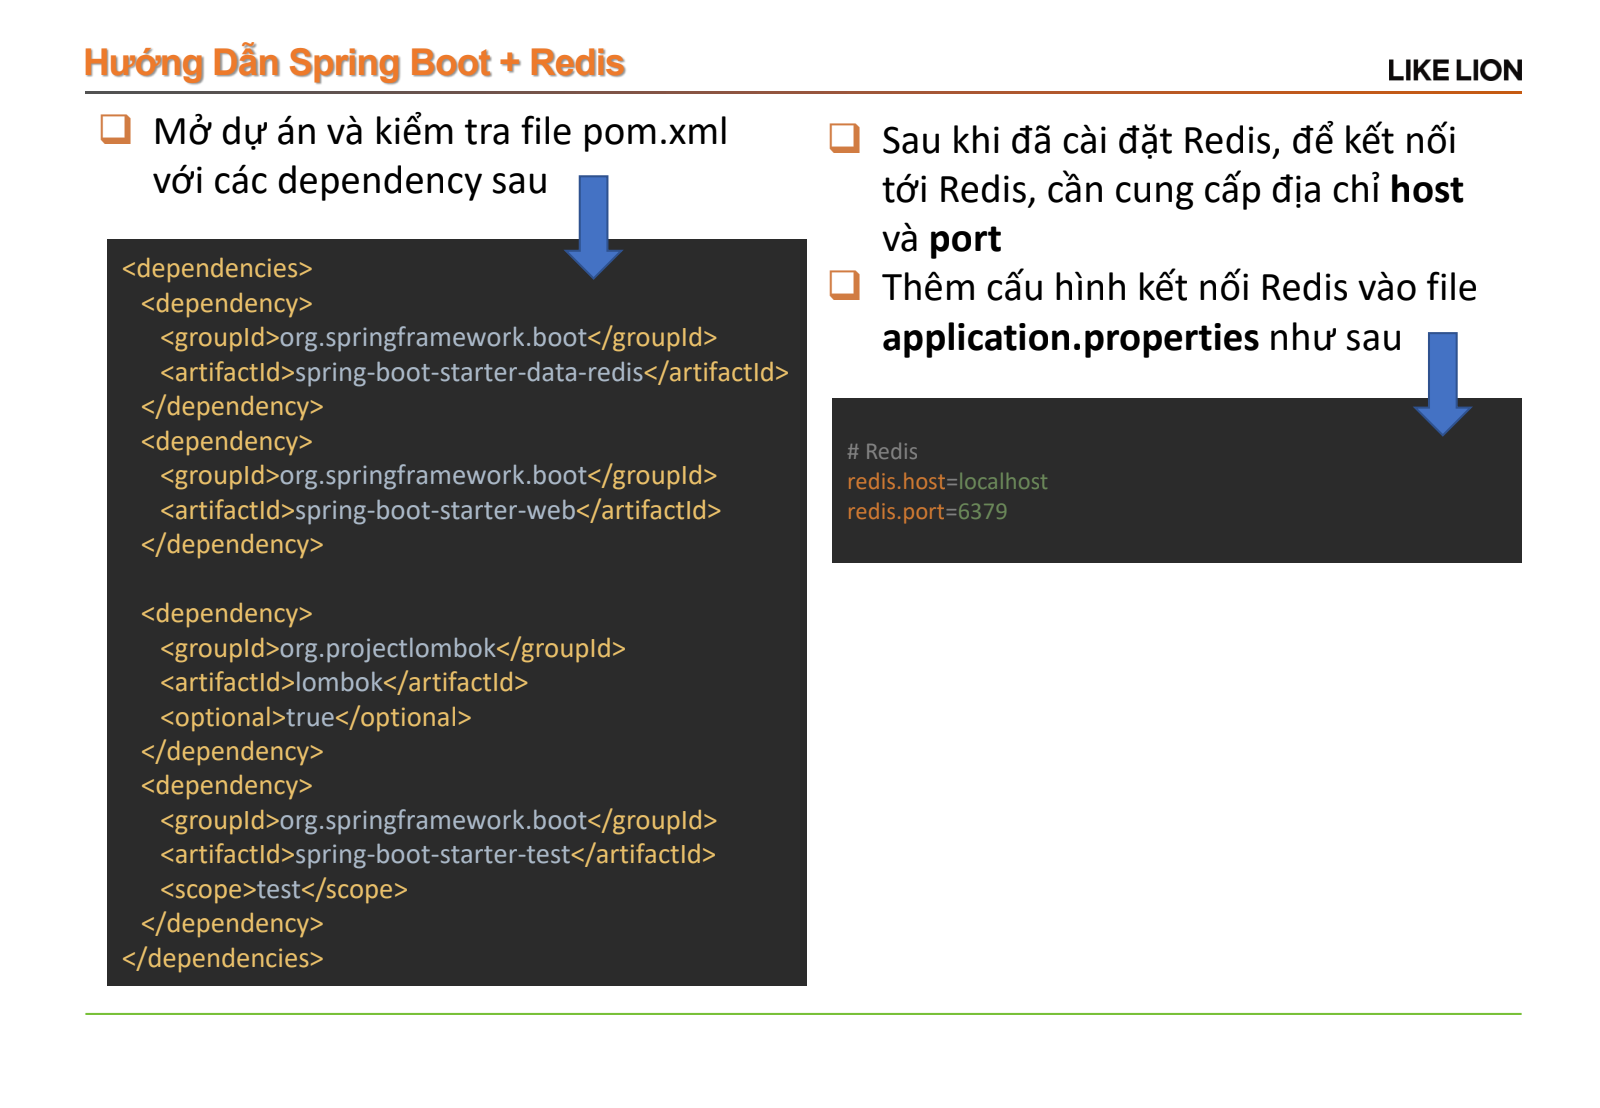 Hướng Dẫn Spring Boot + Redis
LIKE LION
Mở dự án và kiểm tra file pom.xml
với các dependency sau
<dependencies>
<dependency>
<groupId>org.springframework.boot</groupId>
<artifactId>spring-boot-starter-data-redis</artifactId>
</dependency>
<dependency>
<groupId>org.springframework.boot</groupId>
<artifactId>spring-boot-starter-web</artifactId>
</dependency>
<dependency>
<groupId>org.projectlombok</groupId>
<artifactId>lombok</artifactId>
<optional>true</optional>
</dependency>
<dependency>
<groupId>org.springframework.boot</groupId>
<artifactId>spring-boot-starter-test</artifactId>
<scope>test</scope>
</dependency>
</dependencies>
Sau khi đã cài đặt Redis, để kết nối
tới Redis, cần cung cấp địa chỉ host
và port
Thêm cấu hình kết nối Redis vào file
application.properties như sau
# Redis
redis.host=localhost
redis.port=6379